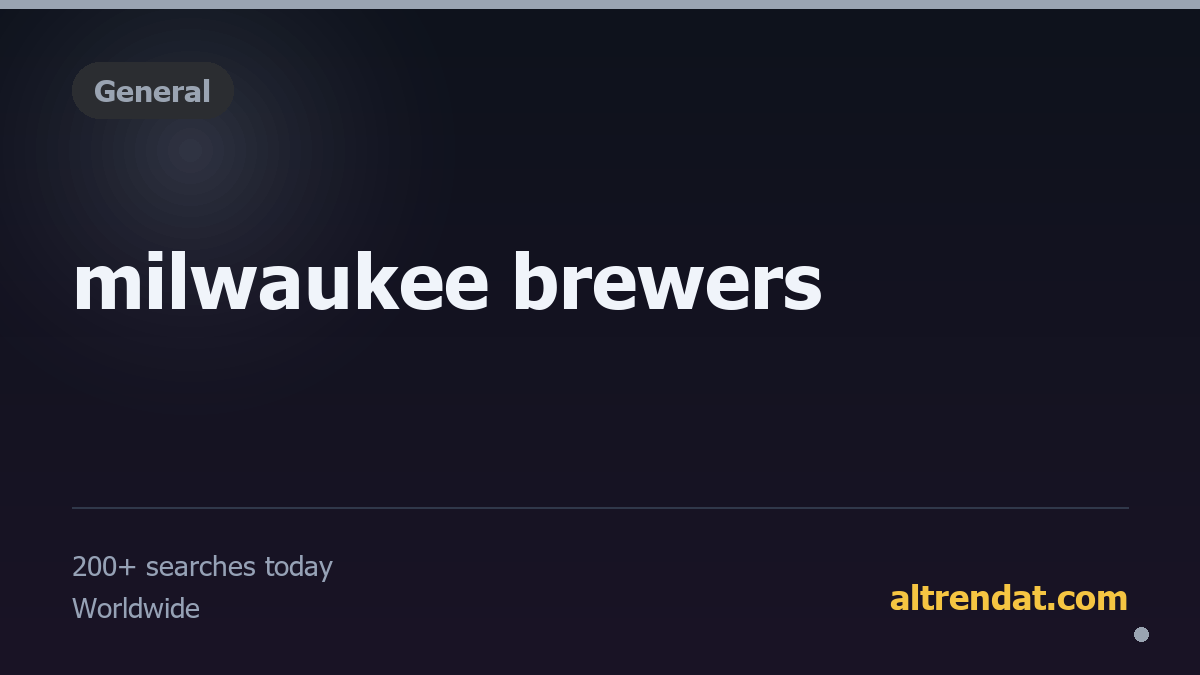 General
milwaukee brewers
200+ searches today
Worldwide
altrendat.com